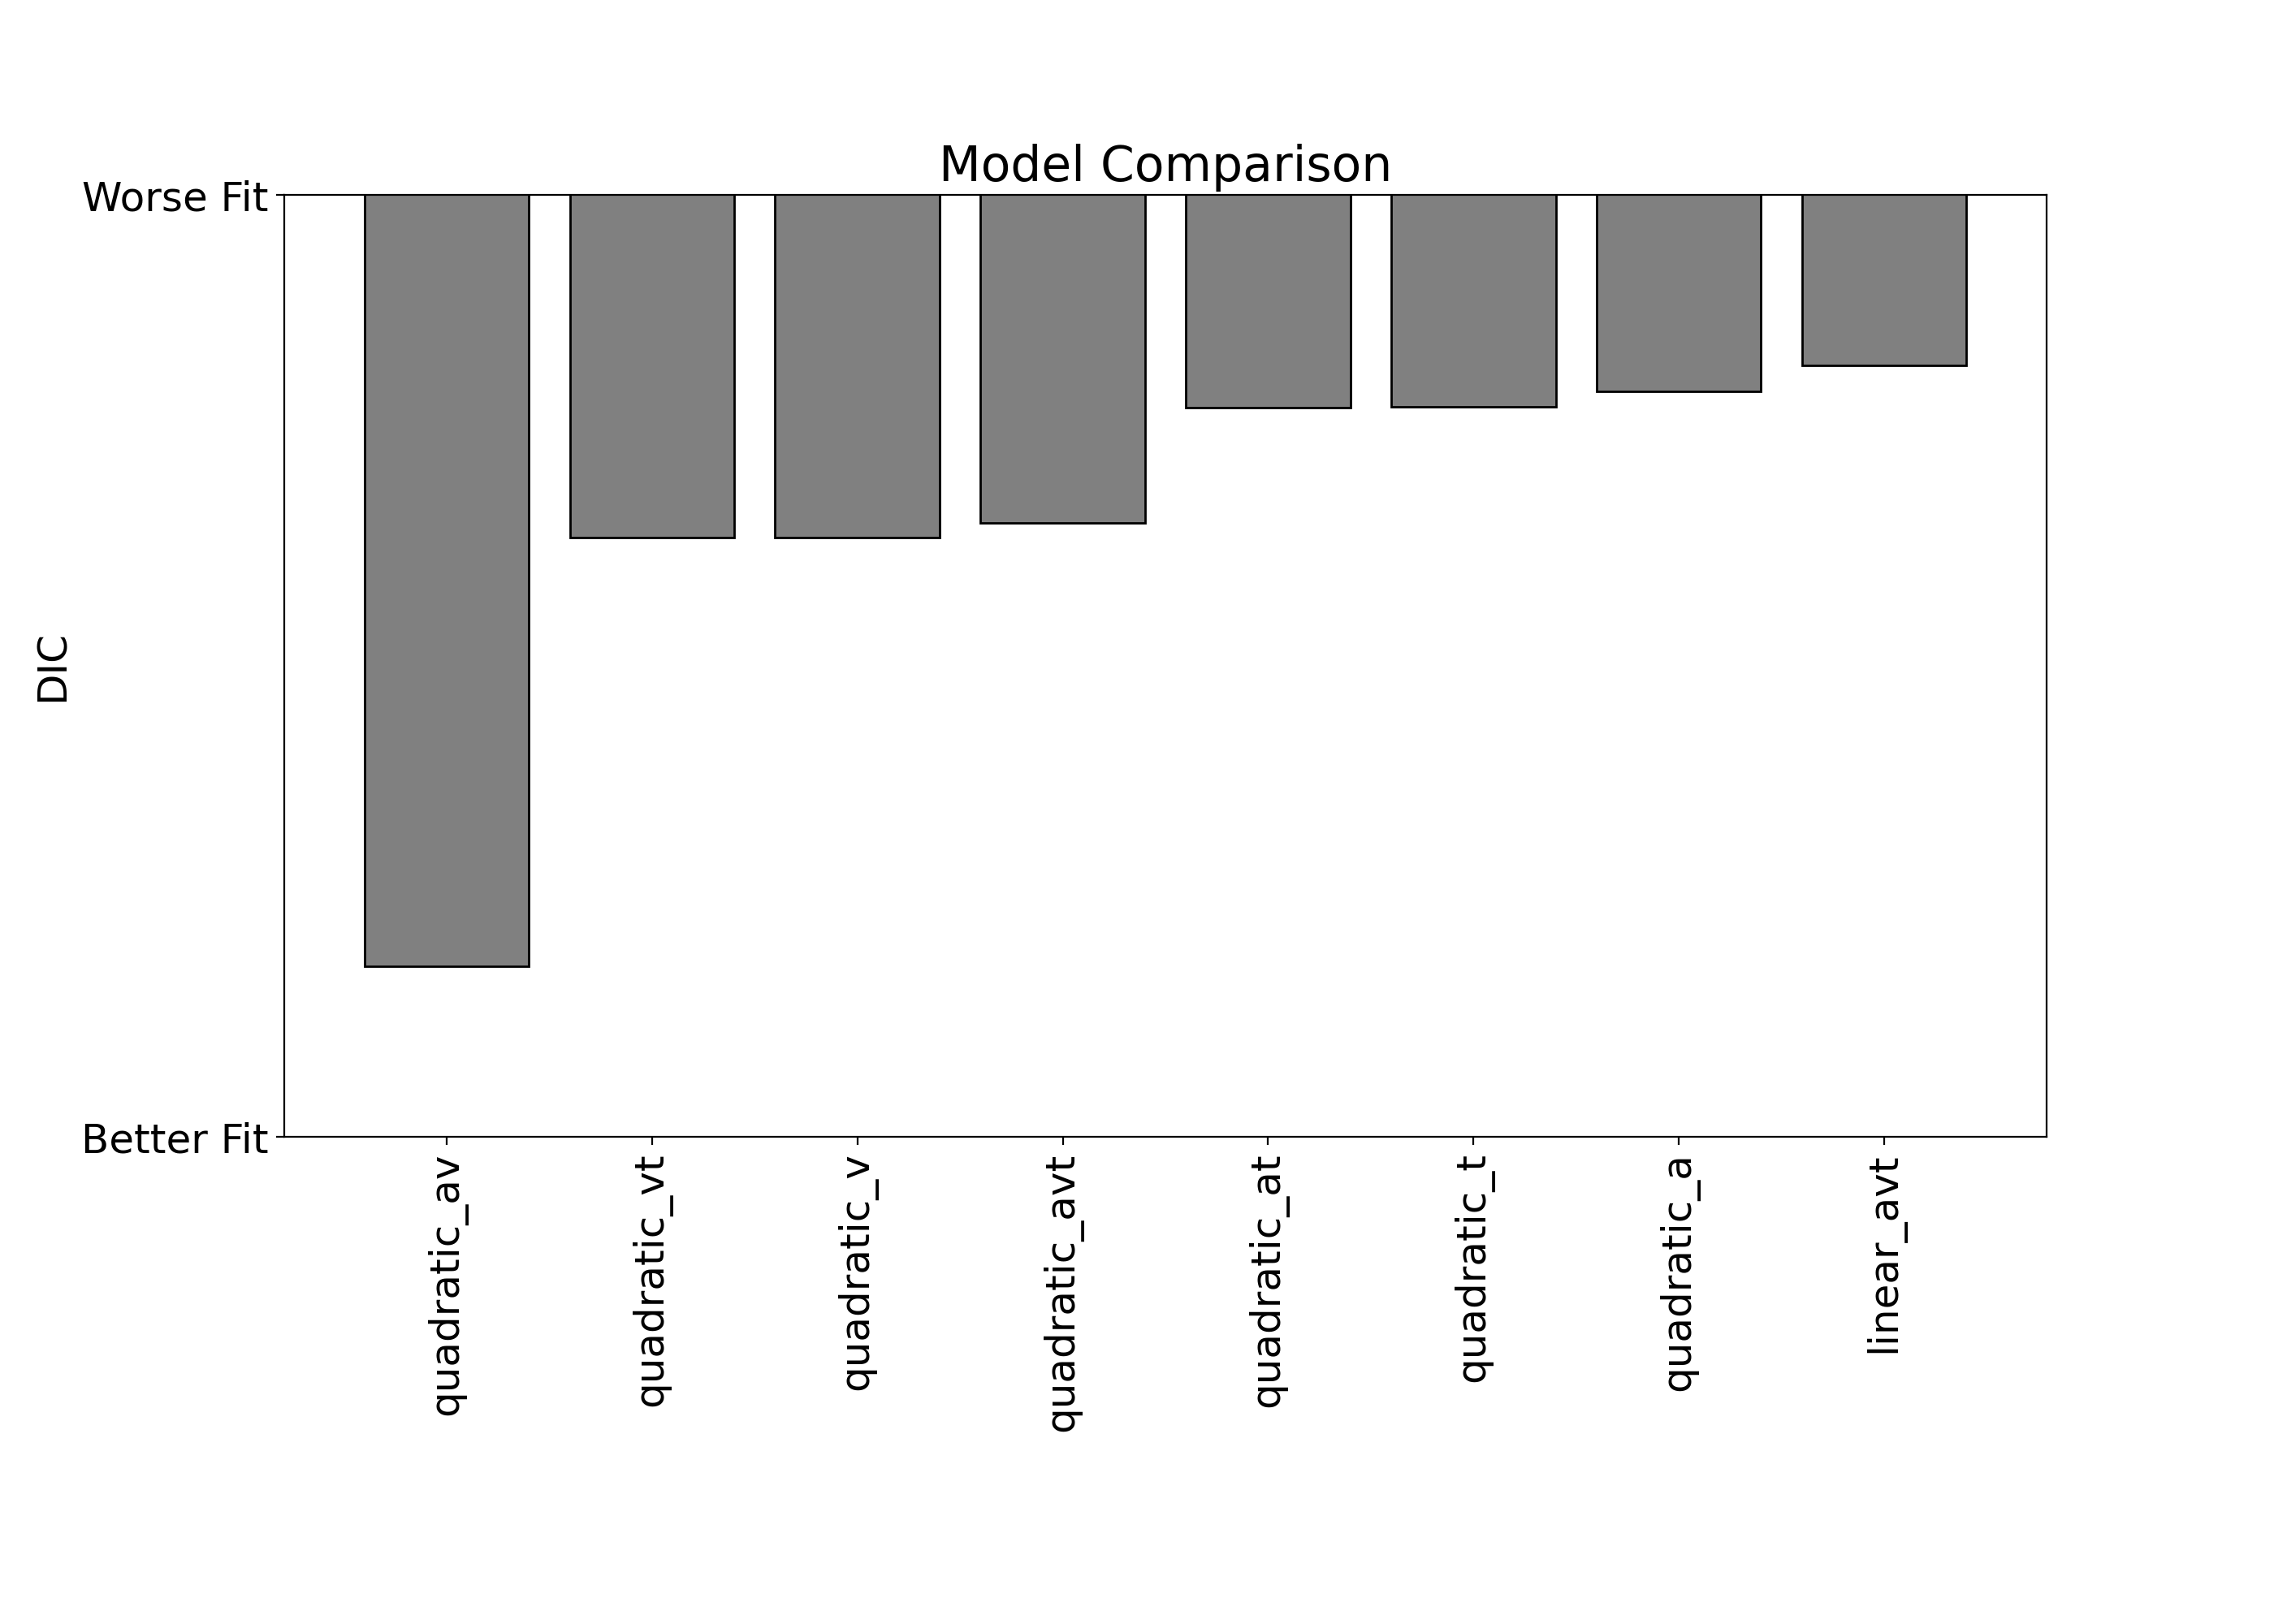 Model Comparison
Worse Fit
DIC
Better Fit
quadratic_av
quadratic_vt
quadratic_v
quadratic_avt
quadratic_at
quadratic_t
quadratic_a
linear_avt